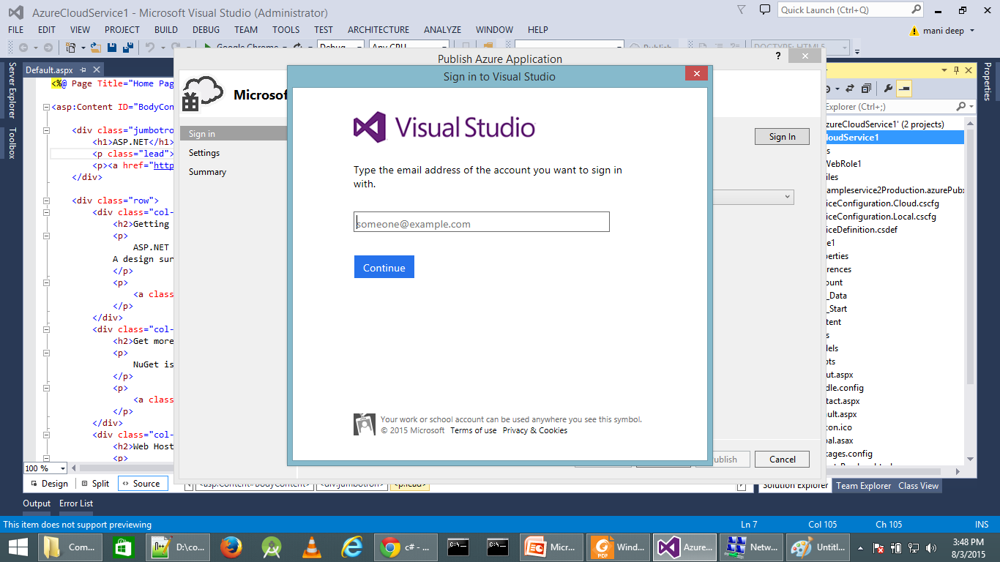 AzureCloudService1 - Microsoft Visual Studio (Administrator)
Quick Launch (Ctrl+Q)
FILE EDIT VIEW PROJECT BUILD DEBUG TEAM TOOLS TEST ARCHITECTURE ANALYZE WINDOW HELP
mani deep
Google Chrome Debug Any CPU Publish DOCTYPE: HTML5
Publish Azure Application
?
Sign in to Visual Studio
Server Explorer
Toolbox
Properties
Default.aspx
<%@ Page Title="Home Pag
<asp:Content ID="BodyCon
<div class="jumbotro
<h1>ASP.NET</h1>
<p class="lead">
<p><a href="http
</div>
<div class="row">
<div class="col-
<h2>Getting
<p>
ASP.NET
A design sur
</p>
<p>
<a class
</p>
</div>
<div class="col-
<h2>Get more
<p>
NuGet is
</p>
<p>
<a class
</p>
</div>
<div class="col-
<h2>Web Host
<p>
100 %
Design Split Source
<asp:Content#BodyContent> <div.jumbotron> <p.lead>
Microsof
Sign in
Settings
Summary
Sign In
Visual Studio
Type the email address of the account you want to sign in
with.
someone@example.com
Continue
Your work or school account can be used anywhere you see this symbol.
© 2015 Microsoft Terms of use Privacy & Cookies
ublish
Cancel
Explorer (Ctrl+;)
zureCloudService1' (2 projects)
loudService1
s
WebRole1
iles
ampleservice2Production.azurePubx
iceConfiguration.Cloud.cscfg
iceConfiguration.Local.cscfg
iceDefinition.csdef
e1
perties
erences
ount
_Data
_Start
tent
s
dels
pts
ut.aspx
dle.config
tact.aspx
ault.aspx
con.ico
bal.asax
kages.config
Solution Explorer Team Explorer Class View
Output Error List
This item does not support previewing
Ln 7 Col 105 Ch 105 INS
Com... D:\co... c# - ... C:\_ C:\_ Micr... Wind... Azure... Netw... Untitl...
PDF
3:48 PM
8/3/2015